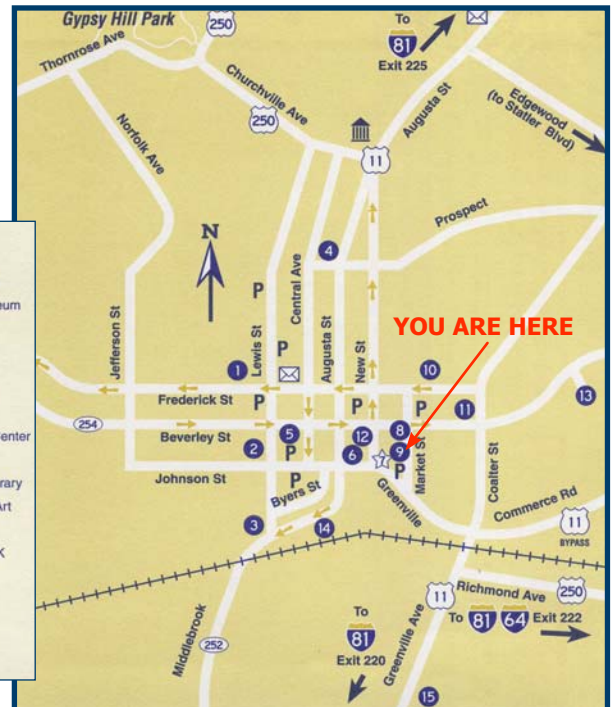 Gypsy Hill Park
250
Thornrose Ave
To
81
Exit 225
Churchville Ave
250
Augusta St
Edgewood
(to Statler Blvd)
Norfolk Ave
11
Prospect
N
4
Central Ave
P
Jefferson St
Lewis St
Augusta St
New St
YOU ARE HERE
P
1
10
Frederick St
P
P
P
11
13
254
Beverley St
5
12
8
2
P
6
7
9
Market St
Coalter St
Johnson St
P
P
Byers St
Greenville
Commerce Rd
3
14
11
BYPASS
Middlebrook
252
Richmond Ave
250
11
To 81 64 Exit 222
To
81
Exit 220
Greenville Ave
15
eum
Center
rary
Art
K